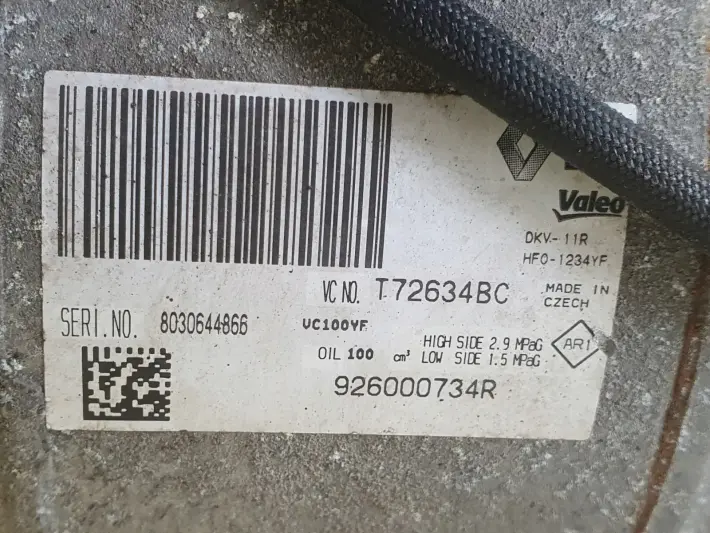 Valeo
DKV-11R
HFO-1234YF
VC NO. T72634BC
MADE IN
CZECH
SERI.NO. 8030644866
VC100YF
OIL 100 cm³
HIGH SIDE 2.9 MPaG
LOW SIDE 1.5 MPaG
AR1
926000734R